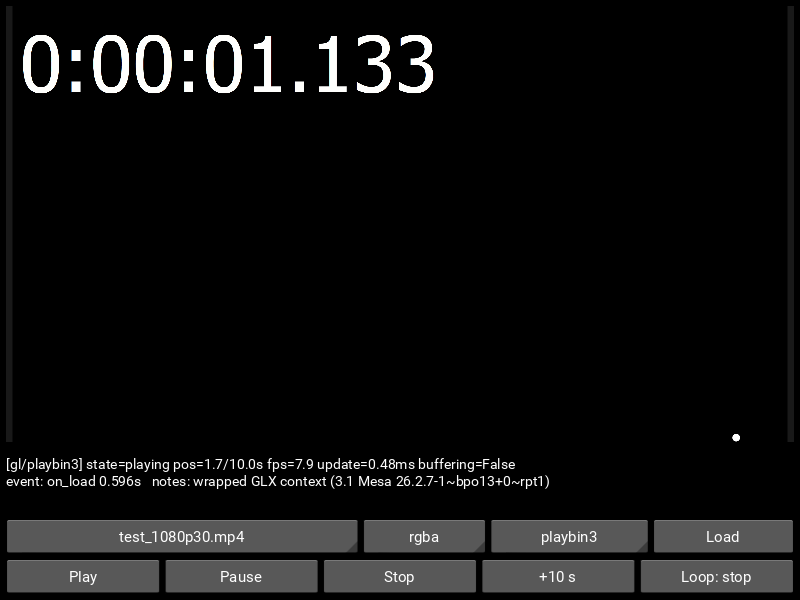 0:00:01.133
[gl/playbin3] state=playing pos=1.7/10.0s fps=7.9 update=0.48ms buffering=False
event: on_load 0.596s   notes: wrapped GLX context (3.1 Mesa 26.2.7-1~bpo13+0~rpt1)
test_1080p30.mp4 rgba playbin3 Load
Play Pause Stop +10 s Loop: stop